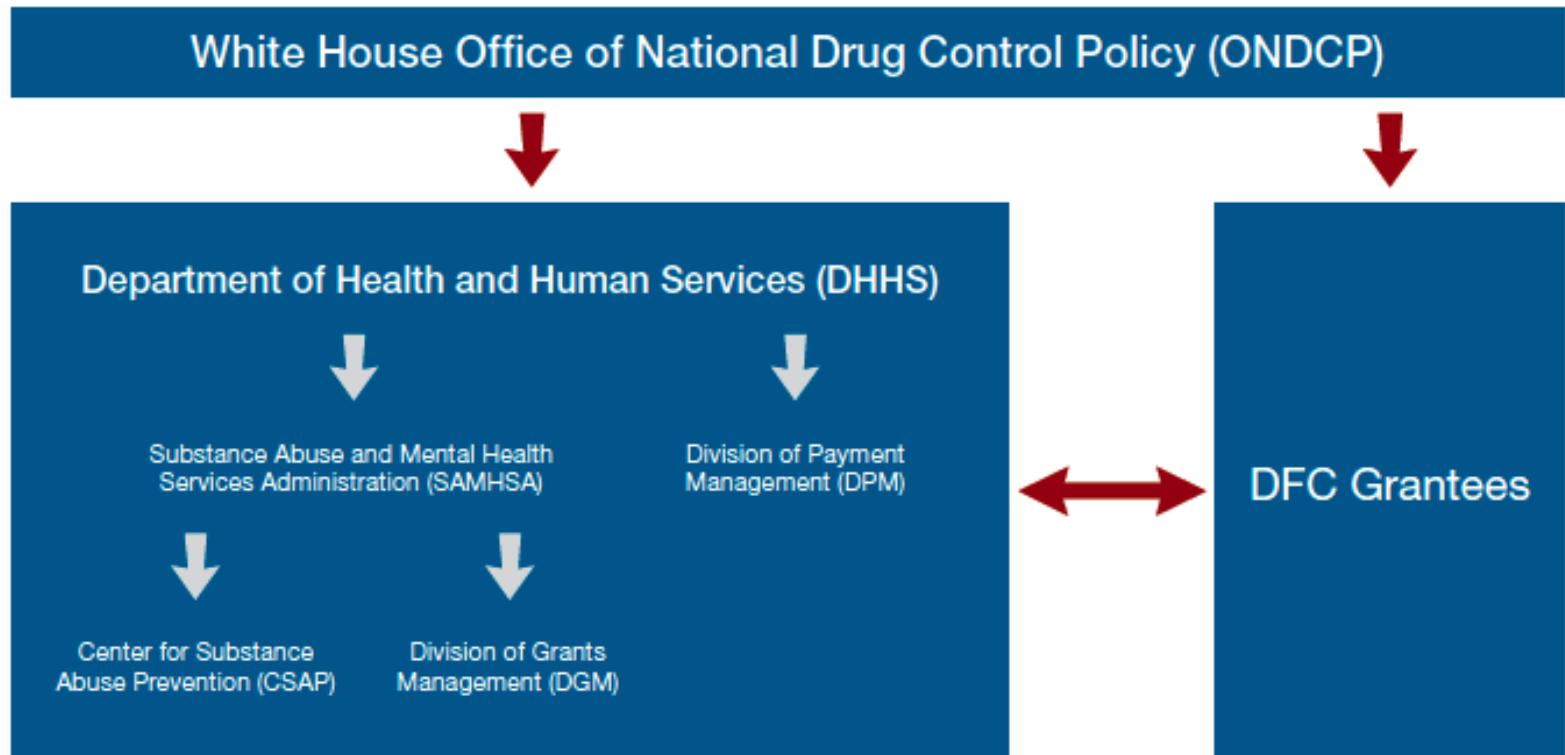 White House Office of National Drug Control Policy (ONDCP)
Department of Health and Human Services (DHHS)
Substance Abuse and Mental Health
Services Administration (SAMHSA)
Division of Payment
Management (DPM)
DFC Grantees
Center for Substance
Abuse Prevention (CSAP)
Division of Grants
Management (DGM)